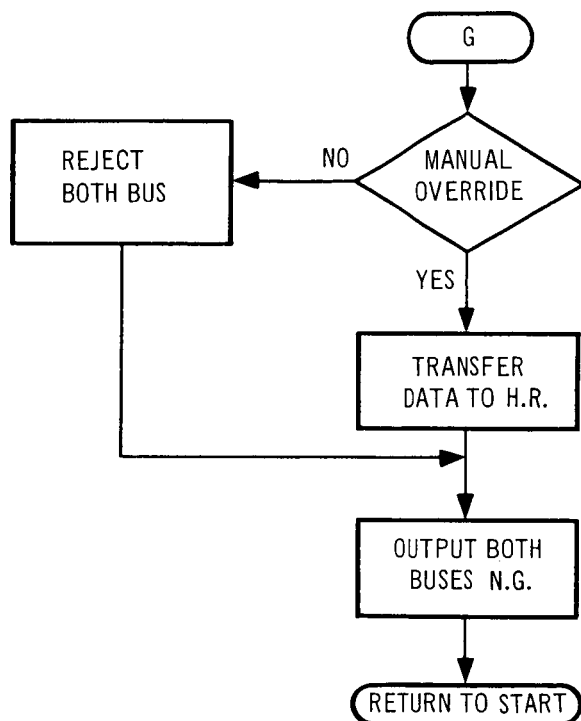 G
MANUAL
OVERRIDE
NO
REJECT
BOTH BUS
YES
TRANSFER
DATA TO H.R.
OUTPUT BOTH
BUSES N.G.
RETURN TO START